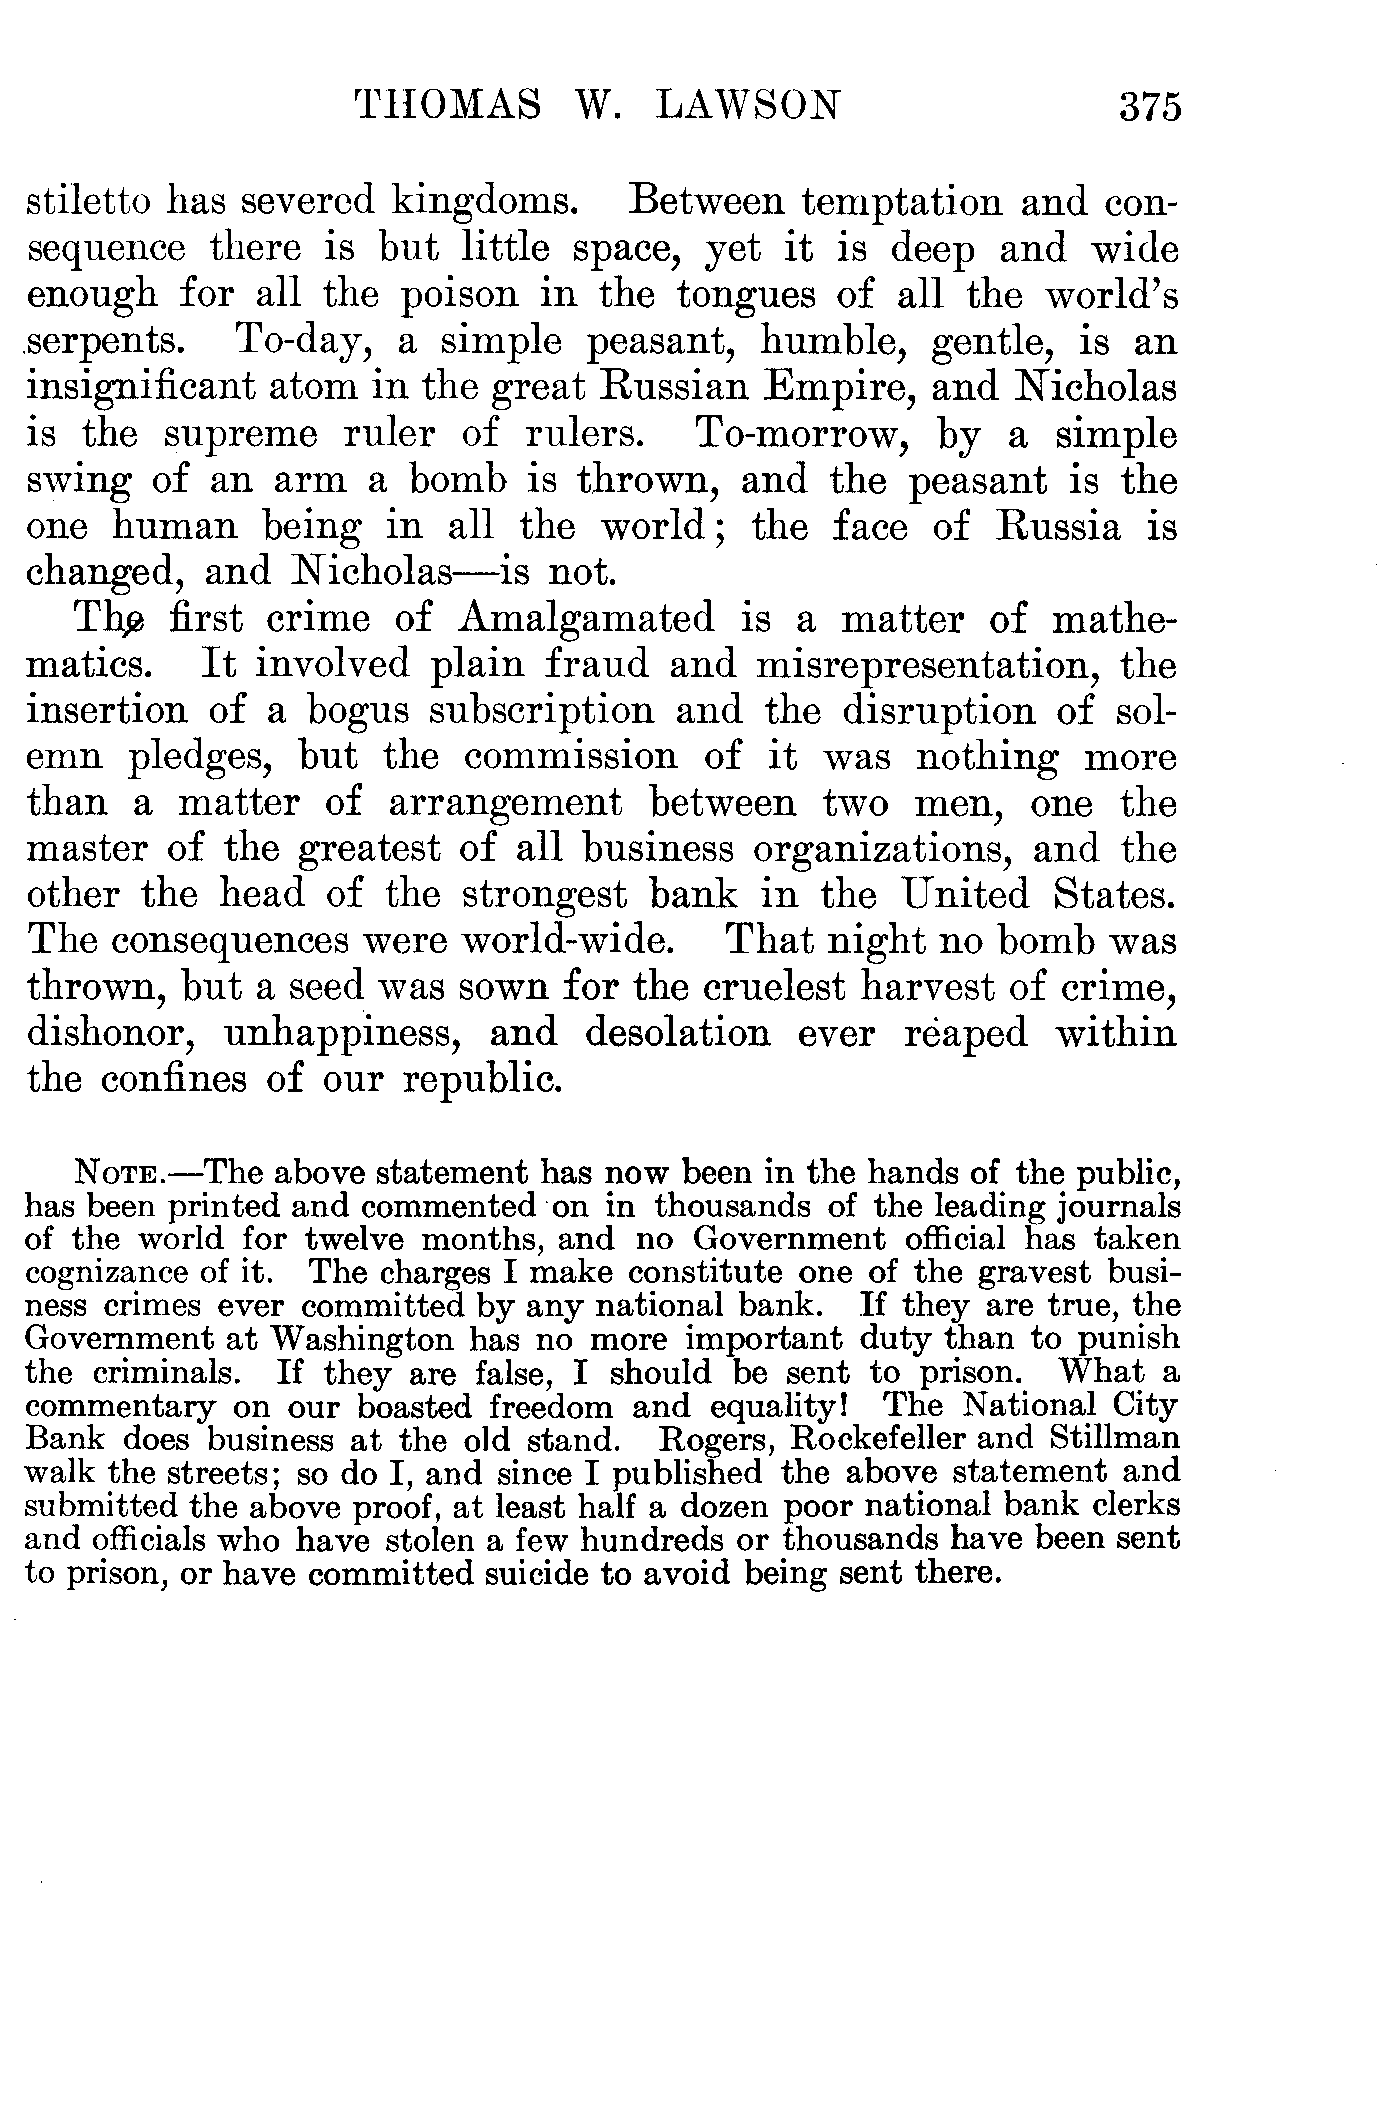 THOMAS W. LAWSON 375
stiletto has severed kingdoms. Between temptation and con-
sequence there is but little space, yet it is deep and wide
enough for all the poison in the tongues of all the world's
serpents. To-day, a simple peasant, humble, gentle, is an
insignificant atom in the great Russian Empire, and Nicholas
is the supreme ruler of rulers. To-morrow, by a simple
swing of an arm a bomb is thrown, and the peasant is the
one human being in all the world; the face of Russia is
changed, and Nicholas—is not.
The first crime of Amalgamated is a matter of mathe-
matics. It involved plain fraud and misrepresentation, the
insertion of a bogus subscription and the disruption of sol-
emn pledges, but the commission of it was nothing more
than a matter of arrangement between two men, one the
master of the greatest of all business organizations, and the
other the head of the strongest bank in the United States.
The consequences were world-wide. That night no bomb was
thrown, but a seed was sown for the cruelest harvest of crime,
dishonor, unhappiness, and desolation ever reaped within
the confines of our republic.
NOTE.—The above statement has now been in the hands of the public,
has been printed and commented on in thousands of the leading journals
of the world for twelve months, and no Government official has taken
cognizance of it. The charges I make constitute one of the gravest busi-
ness crimes ever committed by any national bank. If they are true, the
Government at Washington has no more important duty than to punish
the criminals. If they are false, I should be sent to prison. What a
commentary on our boasted freedom and equality! The National City
Bank does business at the old stand. Rogers, Rockefeller and Stillman
walk the streets; so do I, and since I published the above statement and
submitted the above proof, at least half a dozen poor national bank clerks
and officials who have stolen a few hundreds or thousands have been sent
to prison, or have committed suicide to avoid being sent there.